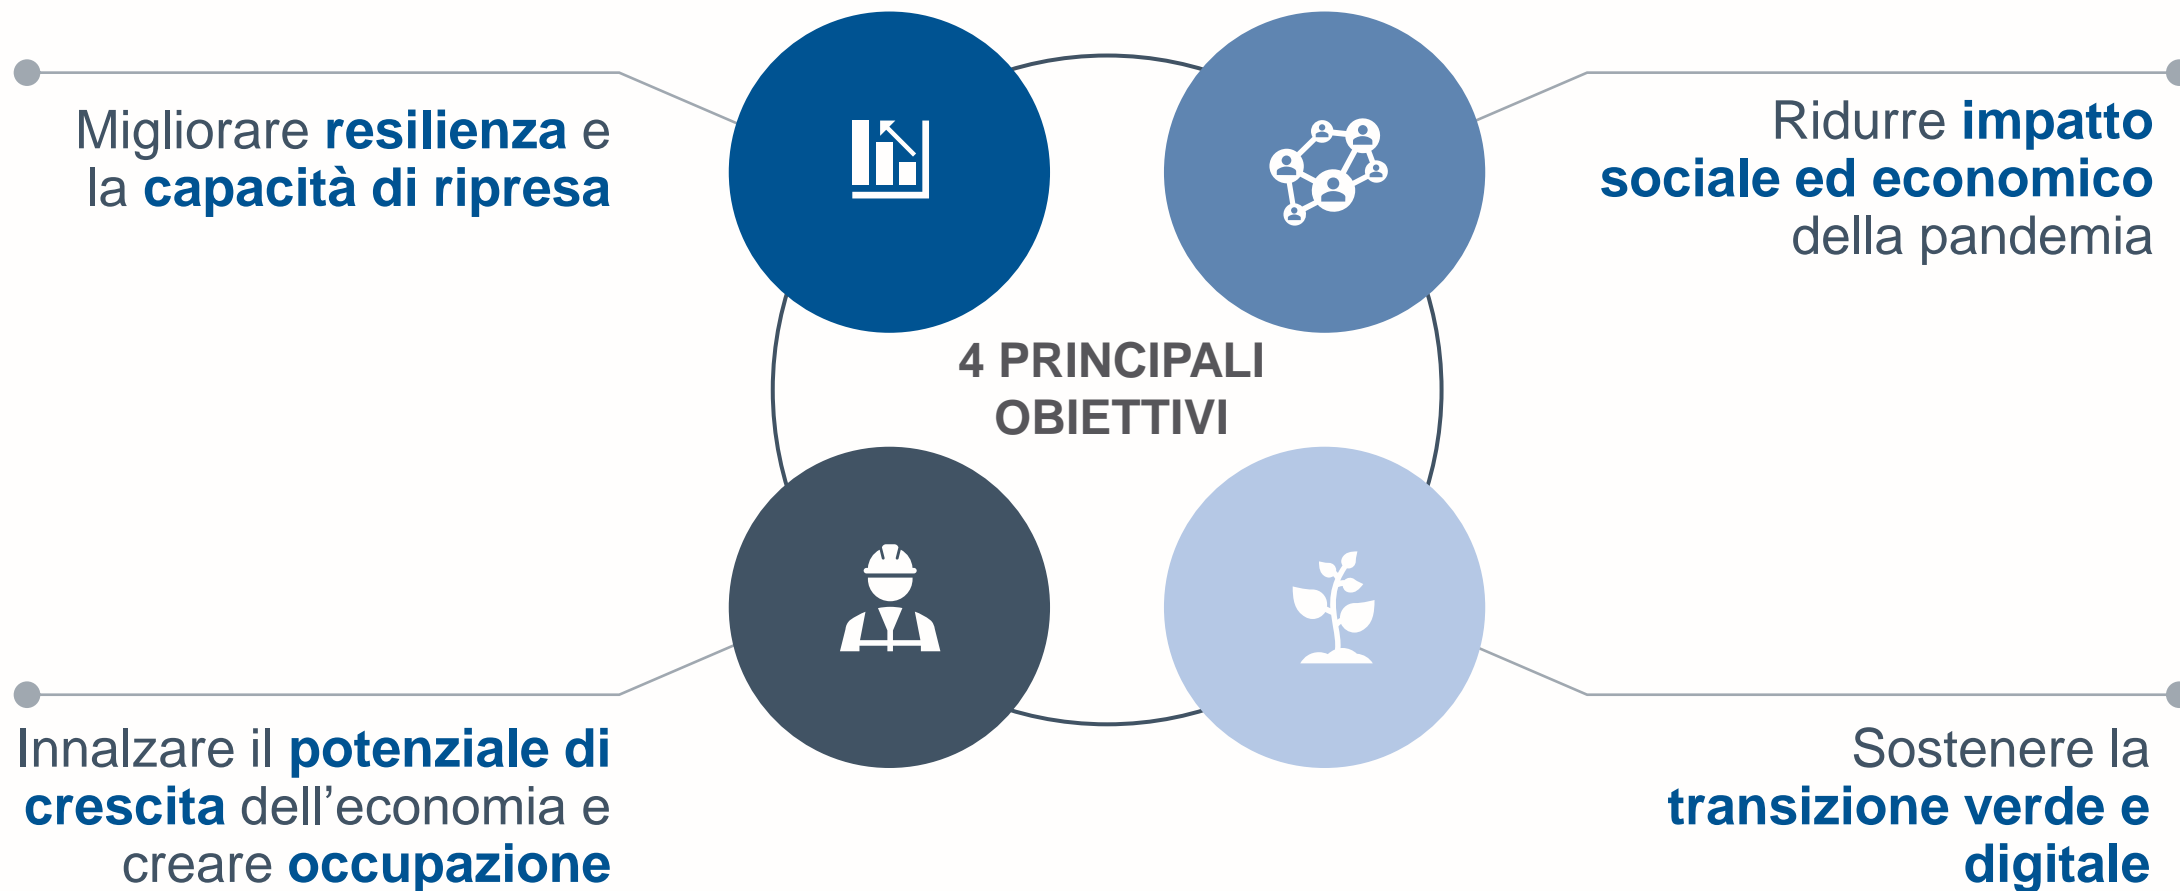 Migliorare resilienza e
la capacità di ripresa
Ridurre impatto
sociale ed economico
della pandemia
4 PRINCIPALI
OBIETTIVI
Innalzare il potenziale di
crescita dell’economia e
creare occupazione
Sostenere la
transizione verde e
digitale